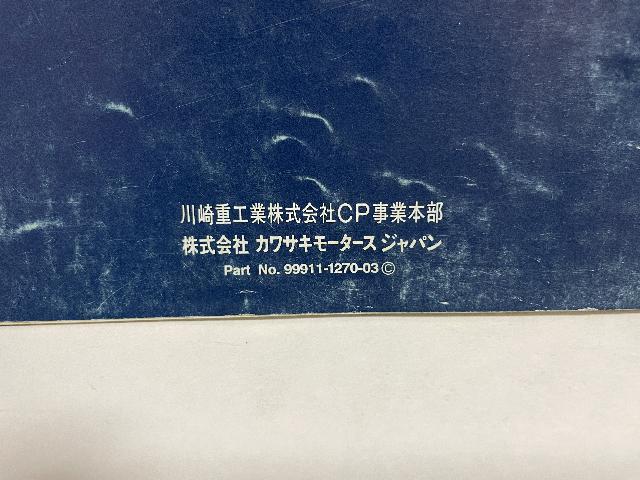 川崎重工業株式会社CP事業本部
株式会社 カワサキモータース ジャパン
Part No. 99911-1270-03 ©